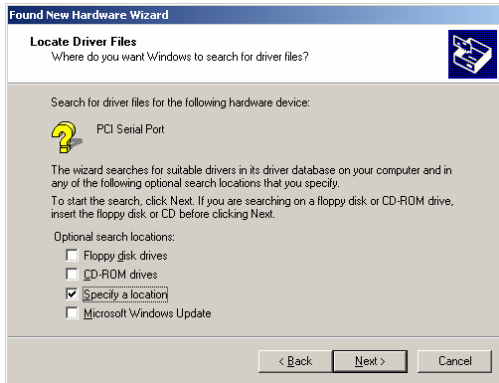 Found New Hardware Wizard
Locate Driver Files
Where do you want Windows to search for driver files?
Search for driver files for the following hardware device:
PCI Serial Port
The wizard searches for suitable drivers in its driver database on your computer and in
any of the following optional search locations that you specify.
To start the search, click Next. If you are searching on a floppy disk or CD-ROM drive,
insert the floppy disk or CD before clicking Next.
Optional search locations:
Floppy disk drives
CD-ROM drives
Specify a location
Microsoft Windows Update
< Back Next > Cancel